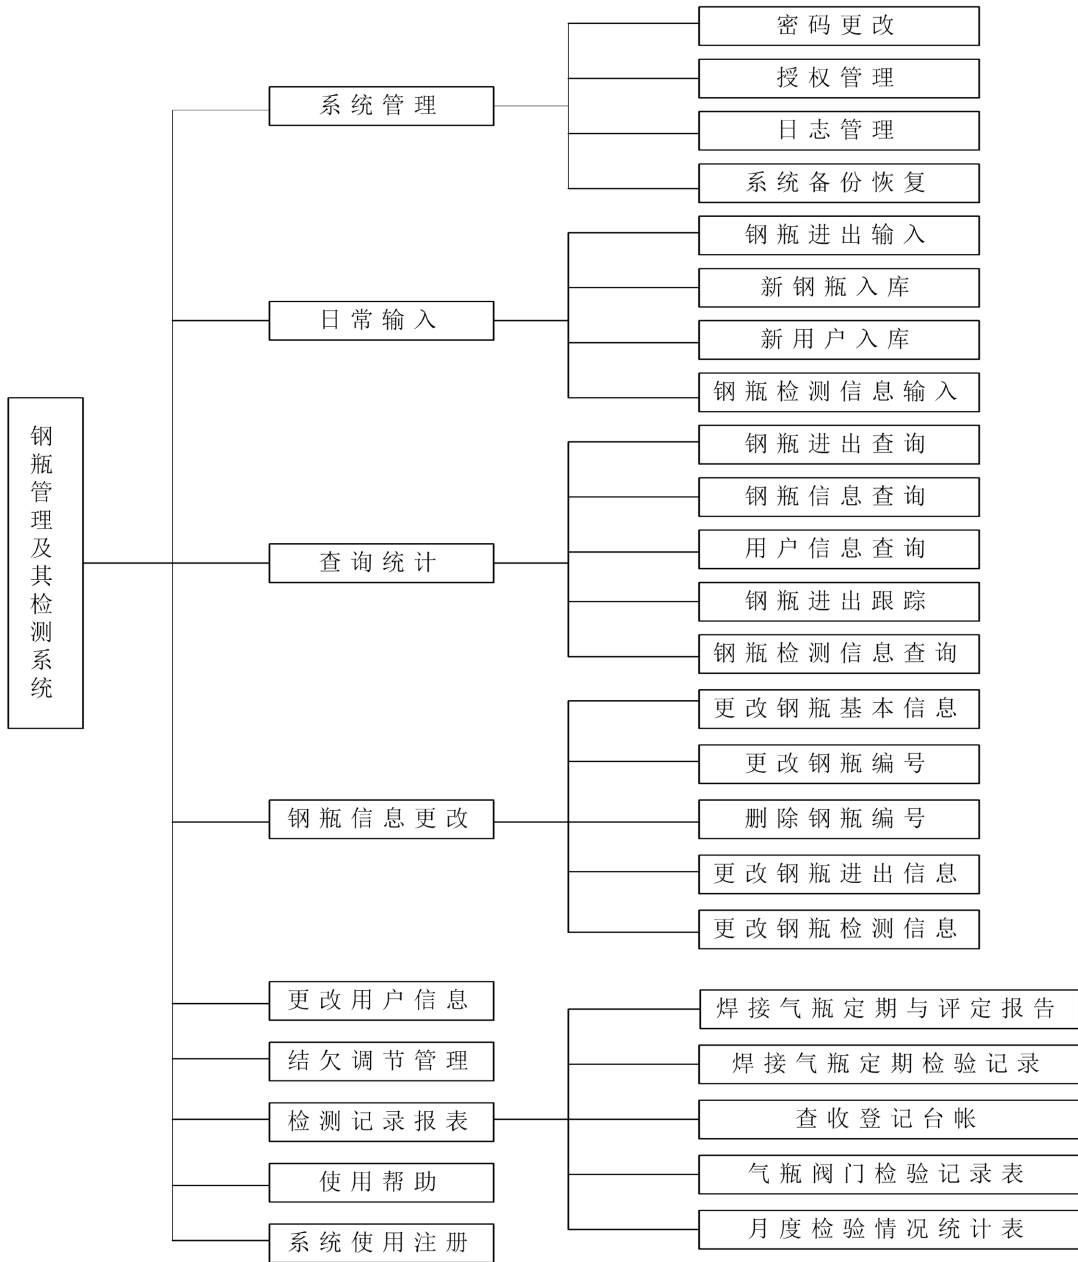 钢瓶管理及其检测系统
系统管理
密码更改
授权管理
日志管理
系统备份恢复
日常输入
钢瓶进出输入
新钢瓶入库
新用户入库
钢瓶检测信息输入
查询统计
钢瓶进出查询
钢瓶信息查询
用户信息查询
钢瓶进出跟踪
钢瓶检测信息查询
钢瓶信息更改
更改钢瓶基本信息
更改钢瓶编号
删除钢瓶编号
更改钢瓶进出信息
更改钢瓶检测信息
更改用户信息
结欠调节管理
检测记录报表
焊接气瓶定期与评定报告
焊接气瓶定期检验记录
查收登记台帐
气瓶阀门检验记录表
月度检验情况统计表
使用帮助
系统使用注册